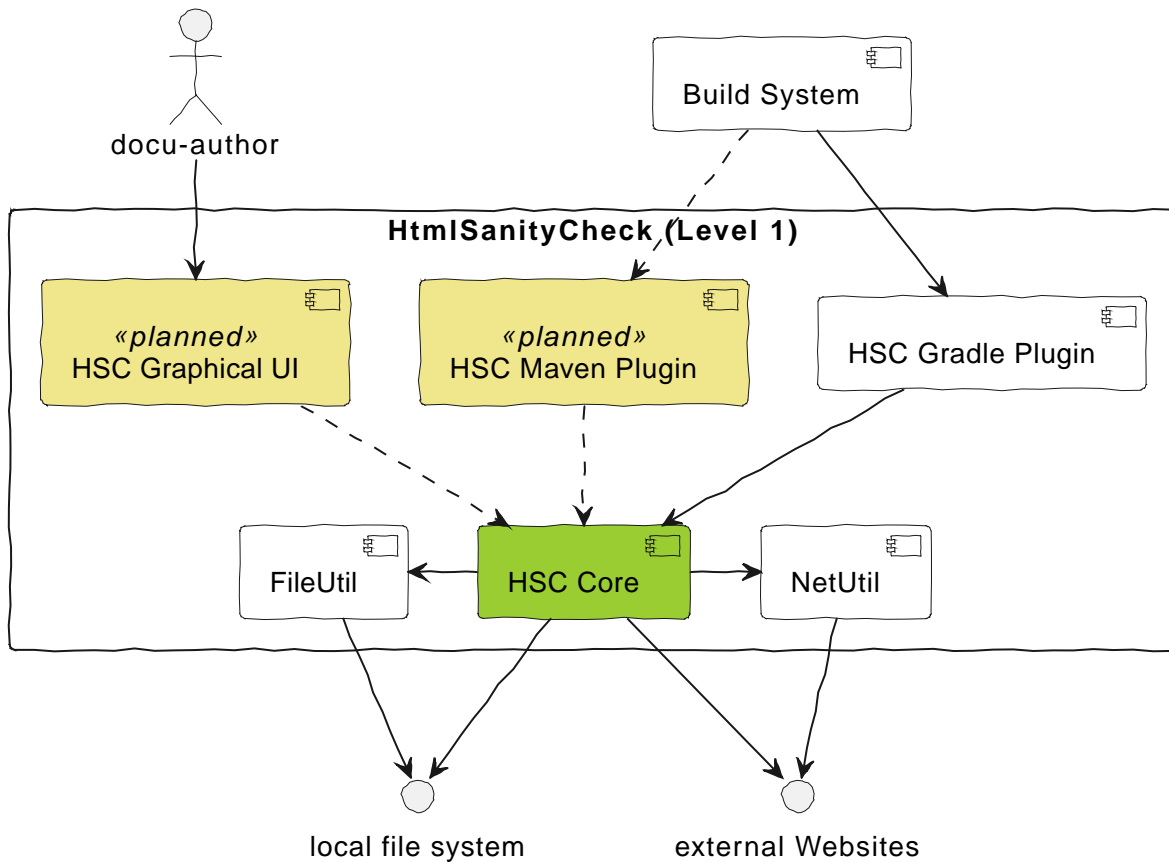 docu-author
Build System
HtmlSanityCheck (Level 1)
«planned»
HSC Graphical UI
«planned»
HSC Maven Plugin
HSC Gradle Plugin
FileUtil
HSC Core
NetUtil
local file system
external Websites